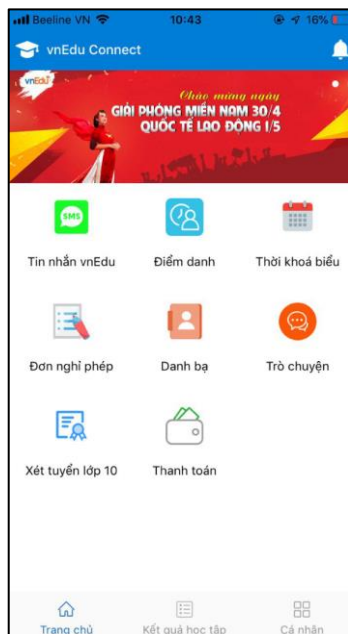 Beeline VN 10:43 16%
vnEdu Connect
vnEdu
Chào mừng ngày
GIẢI PHÓNG MIỀN NAM 30/4
QUỐC TẾ LAO ĐỘNG 1/5
SMS
Tin nhắn vnEdu Điểm danh Thời khoá biểu
Đơn nghỉ phép Danh bạ Trò chuyện
Xét tuyển lớp 10 Thanh toán
Trang chủ Kết quả học tập Cá nhân